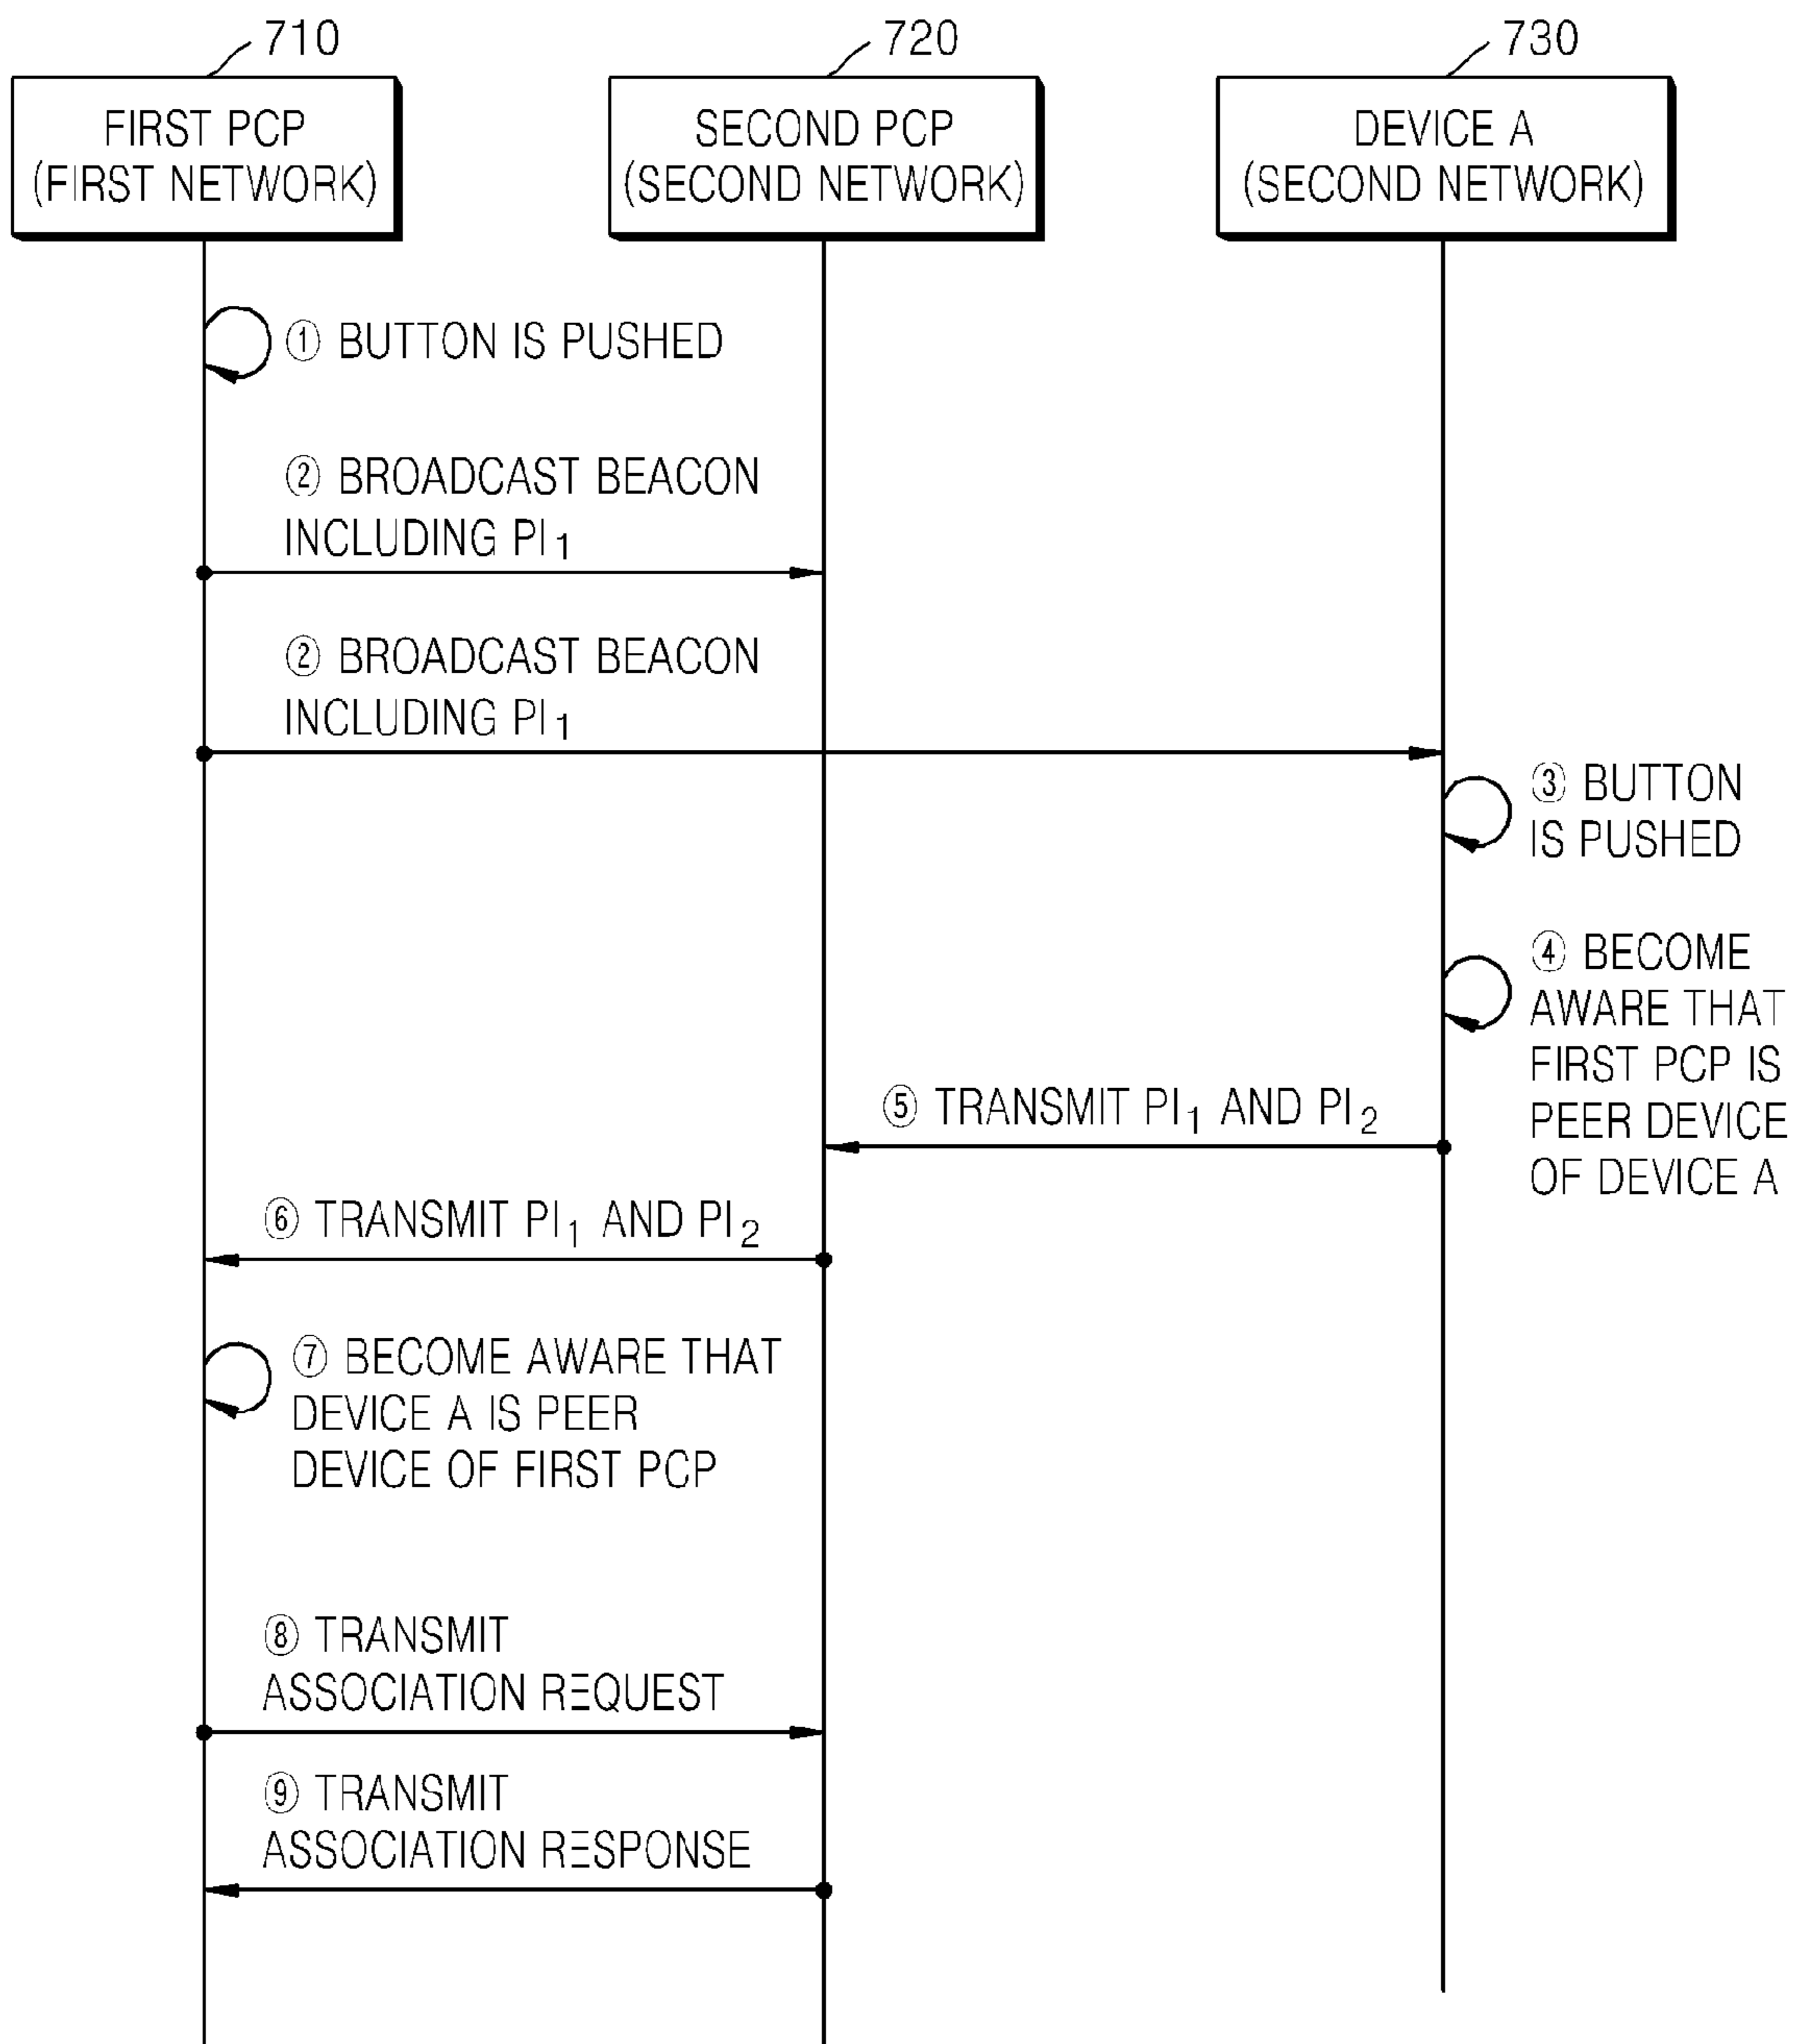 710
720
730
FIRST PCP
(FIRST NETWORK)
SECOND PCP
(SECOND NETWORK)
DEVICE A
(SECOND NETWORK)
① BUTTON IS PUSHED
② BROADCAST BEACON
INCLUDING PI₁
② BROADCAST BEACON
INCLUDING PI₁
③ BUTTON
IS PUSHED
④ BECOME
AWARE THAT
FIRST PCP IS
PEER DEVICE
OF DEVICE A
⑤ TRANSMIT PI₁ AND PI₂
⑥ TRANSMIT PI₁ AND PI₂
⑦ BECOME AWARE THAT
DEVICE A IS PEER
DEVICE OF FIRST PCP
⑧ TRANSMIT
ASSOCIATION REQUEST
⑨ TRANSMIT
ASSOCIATION RESPONSE